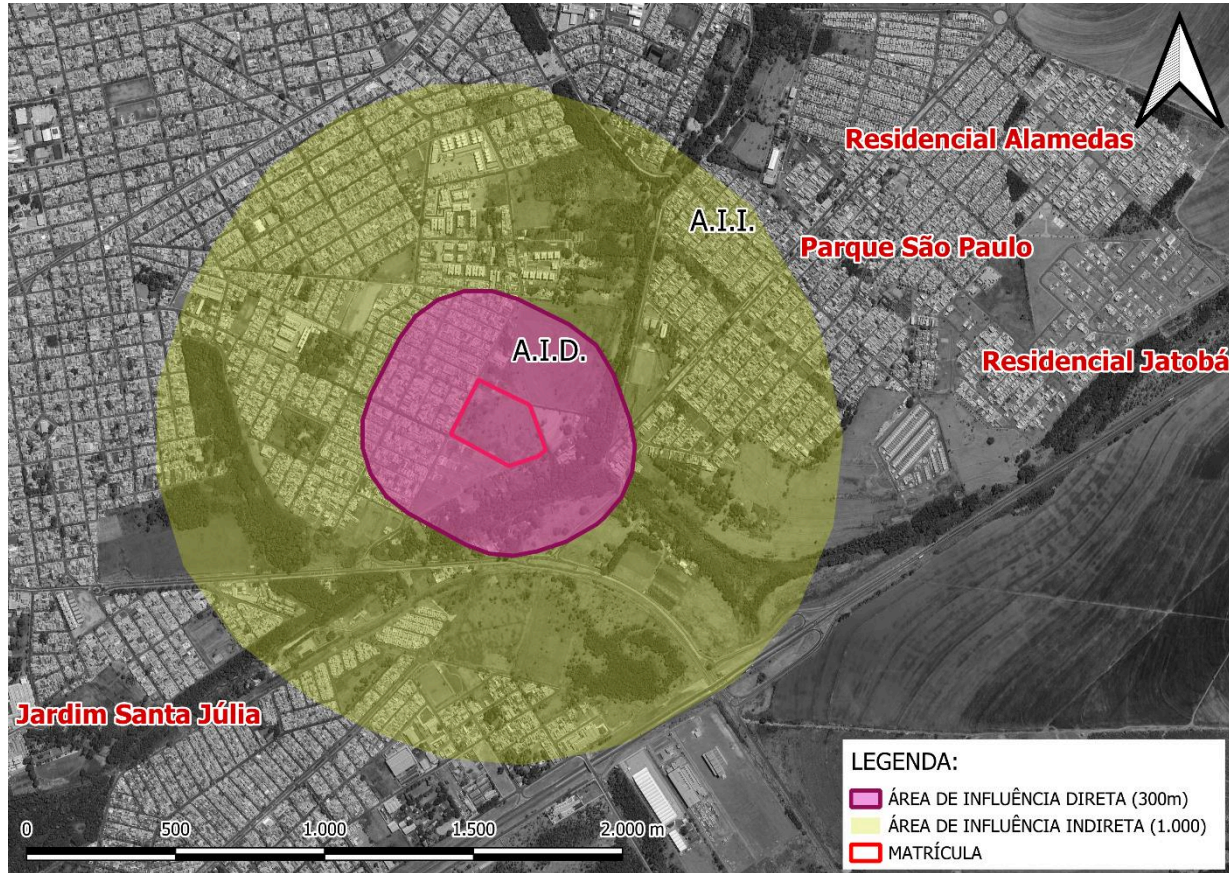 Residencial Alamedas
A.I.I.
Parque São Paulo
A.I.D.
Residencial Jatobá
Jardim Santa Júlia
LEGENDA:
ÁREA DE INFLUÊNCIA DIRETA (300m)
ÁREA DE INFLUÊNCIA INDIRETA (1.000)
MATRÍCULA
0 500 1.000 1.500 2.000 m